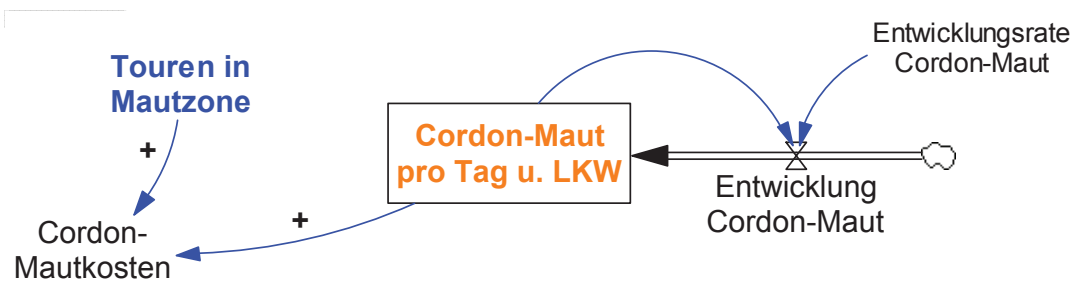 Entwicklungsrate
Cordon-Maut
Touren in
Mautzone
Cordon-Maut
pro Tag u. LKW
+
Entwicklung
Cordon-Maut
+
Cordon-
Mautkosten